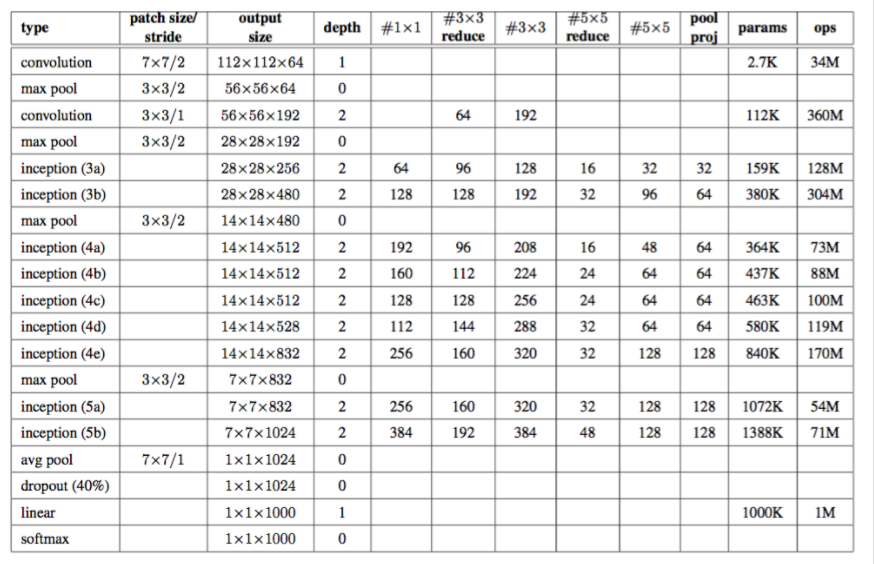 type patch size/stride output size depth #1×1 #3×3 reduce #3×3 #5×5 reduce #5×5 pool proj params ops
convolution 7×7/2 112×112×64 1 2.7K 34M
max pool 3×3/2 56×56×64 0
convolution 3×3/1 56×56×192 2 64 192 112K 360M
max pool 3×3/2 28×28×192 0
inception (3a) 28×28×256 2 64 96 128 16 32 32 159K 128M
inception (3b) 28×28×480 2 128 128 192 32 96 64 380K 304M
max pool 3×3/2 14×14×480 0
inception (4a) 14×14×512 2 192 96 208 16 48 64 364K 73M
inception (4b) 14×14×512 2 160 112 224 24 64 64 437K 88M
inception (4c) 14×14×512 2 128 128 256 24 64 64 463K 100M
inception (4d) 14×14×528 2 112 144 288 32 64 64 580K 119M
inception (4e) 14×14×832 2 256 160 320 32 128 128 840K 170M
max pool 3×3/2 7×7×832 0
inception (5a) 7×7×832 2 256 160 320 32 128 128 1072K 54M
inception (5b) 7×7×1024 2 384 192 384 48 128 128 1388K 71M
avg pool 7×7/1 1×1×1024 0
dropout (40%) 1×1×1024 0
linear 1×1×1000 1 1000K 1M
softmax 1×1×1000 0